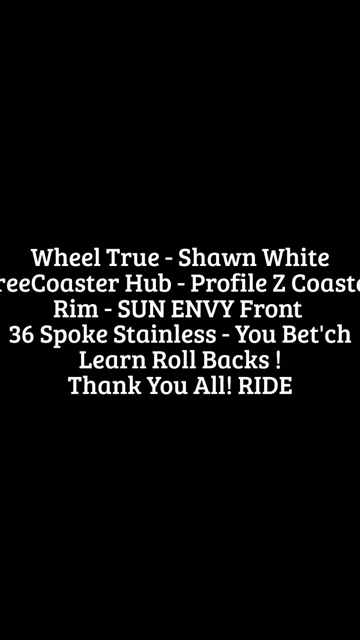 Wheel True - Shawn White
reeCoaster Hub - Profile Z Coaste
Rim - SUN ENVY Front
36 Spoke Stainless - You Bet'ch
Learn Roll Backs !
Thank You All! RIDE